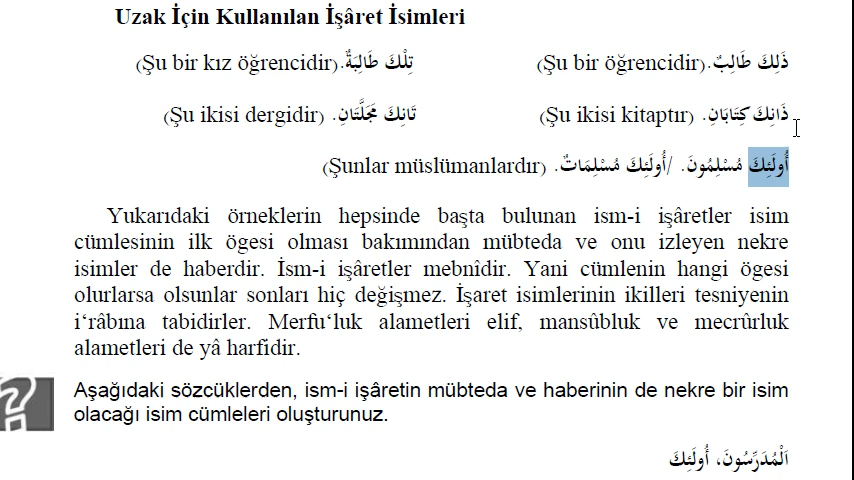 Uzak İçin Kullanılan İşâret İsimleri
ذَلِكَ طَالِبٌ. (Şu bir öğrencidir) تِلْكَ طَالِبَةٌ. (Şu bir kız öğrencidir)
ذَانِكَ كِتَابَانِ. (Şu ikisi kitaptır) تَانِكَ مَجَلَّتَانِ. (Şu ikisi dergidir)
أُولَئِكَ مُسْلِمُونَ. /أُولَئِكَ مُسْلِمَاتٌ. (Şunlar müslümanlardır)
Yukarıdaki örneklerin hepsinde başta bulunan ism-i işâretler isim
cümlesinin ilk ögesi olması bakımından mübteda ve onu izleyen nekre
isimler de haberdir. İsm-i işâretler mebnîdir. Yani cümlenin hangi ögesi
olurlarsa olsunlar sonları hiç değişmez. İşaret isimlerinin ikilleri tesniyenin
i‘râbına tabidirler. Merfu‘luk alametleri elif, mansûbluk ve mecrûrluk
alametleri de yâ harfidir.
Aşağıdaki sözcüklerden, ism-i işâretin mübteda ve haberinin de nekre bir isim
olacağı isim cümleleri oluşturunuz.
اَلْمُدَرِّسُونَ، أُولَئِكَ